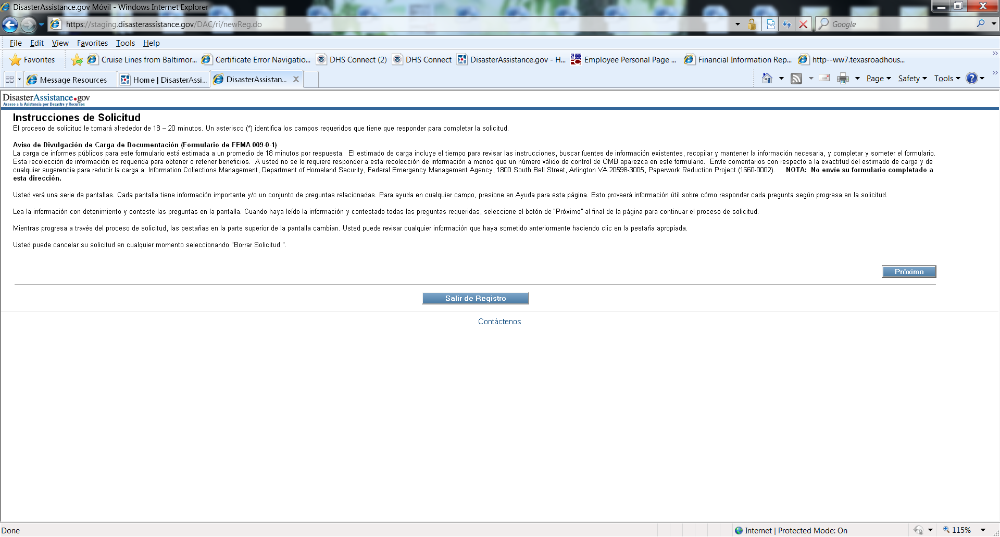 DisasterAssistance.gov Móvil - Windows Internet Explorer
https://staging.disasterassistance.gov/DAC/ri/newReg.do
Google
File Edit View Favorites Tools Help
Favorites Cruise Lines from Baltimor... Certificate Error Navigatio... DHS Connect (2) DHS Connect DisasterAssistance.gov - H... Employee Personal Page ... Financial Information Rep... http--ww7.texasroadhous...
Message Resources Home | DisasterAssi... DisasterAssistan... Page Safety Tools
DisasterAssistance.gov
Acceso a la Asistencia por Desastre y Recursos
Instrucciones de Solicitud
El proceso de solicitud le tomará alrededor de 18 – 20 minutos. Un asterisco (*) identifica los campos requeridos que tiene que responder para completar la solicitud.
Aviso de Divulgación de Carga de Documentación (Formulario de FEMA 009-0-1)
La carga de informes públicos para este formulario está estimada a un promedio de 18 minutos por respuesta. El estimado de carga incluye el tiempo para revisar las instrucciones, buscar fuentes de información existentes, recopilar y mantener la información necesaria, y completar y someter el formulario.
Esta recolección de información es requerida para obtener o retener beneficios. A usted no se le requiere responder a esta recolección de información a menos que un número válido de control de OMB aparezca en este formulario. Envíe comentarios con respecto a la exactitud del estimado de carga y de
cualquier sugerencia para reducir la carga a: Information Collections Management, Department of Homeland Security, Federal Emergency Management Agency, 1800 South Bell Street, Arlington VA 20598-3005, Paperwork Reduction Project (1660-0002). NOTA: No envíe su formulario completado a
esta dirección.
Usted verá una serie de pantallas. Cada pantalla tiene información importante y/o un conjunto de preguntas relacionadas. Para ayuda en cualquier campo, presione en Ayuda para esta página. Esto proveerá información útil sobre cómo responder cada pregunta según progresa en la solicitud.
Lea la información con detenimiento y conteste las preguntas en la pantalla. Cuando haya leído la información y contestado todas las preguntas requeridas, seleccione el botón de "Próximo" al final de la página para continuar el proceso de solicitud.
Mientras progresa a través del proceso de solicitud, las pestañas en la parte superior de la pantalla cambian. Usted puede revisar cualquier información que haya sometido anteriormente haciendo clic en la pestaña apropiada.
Usted puede cancelar su solicitud en cualquier momento seleccionando "Borrar Solicitud ".
Próximo
Salir de Registro
Contáctenos
Done Internet | Protected Mode: On 115%